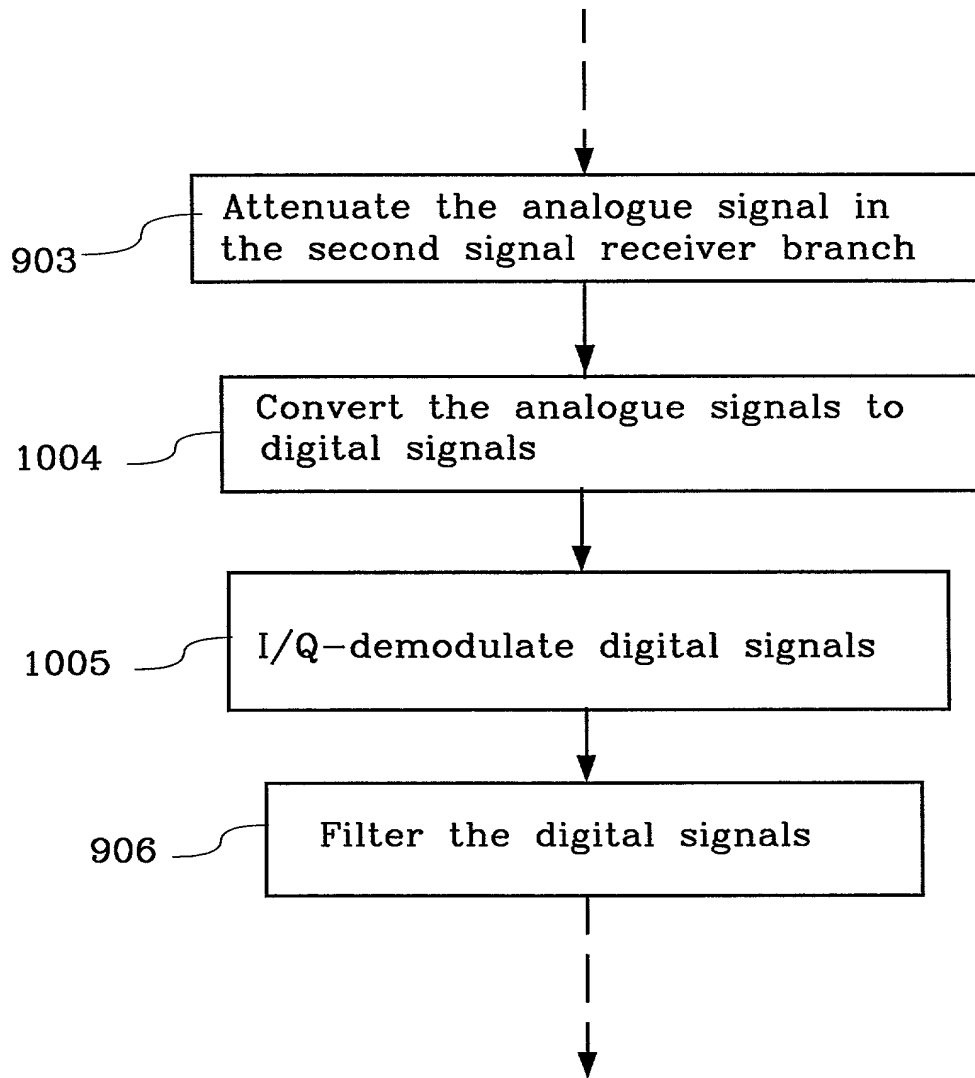 Attenuate the analogue signal in
the second signal receiver branch
903
Convert the analogue signals to
digital signals
1004
I/Q-demodulate digital signals
1005
Filter the digital signals
906